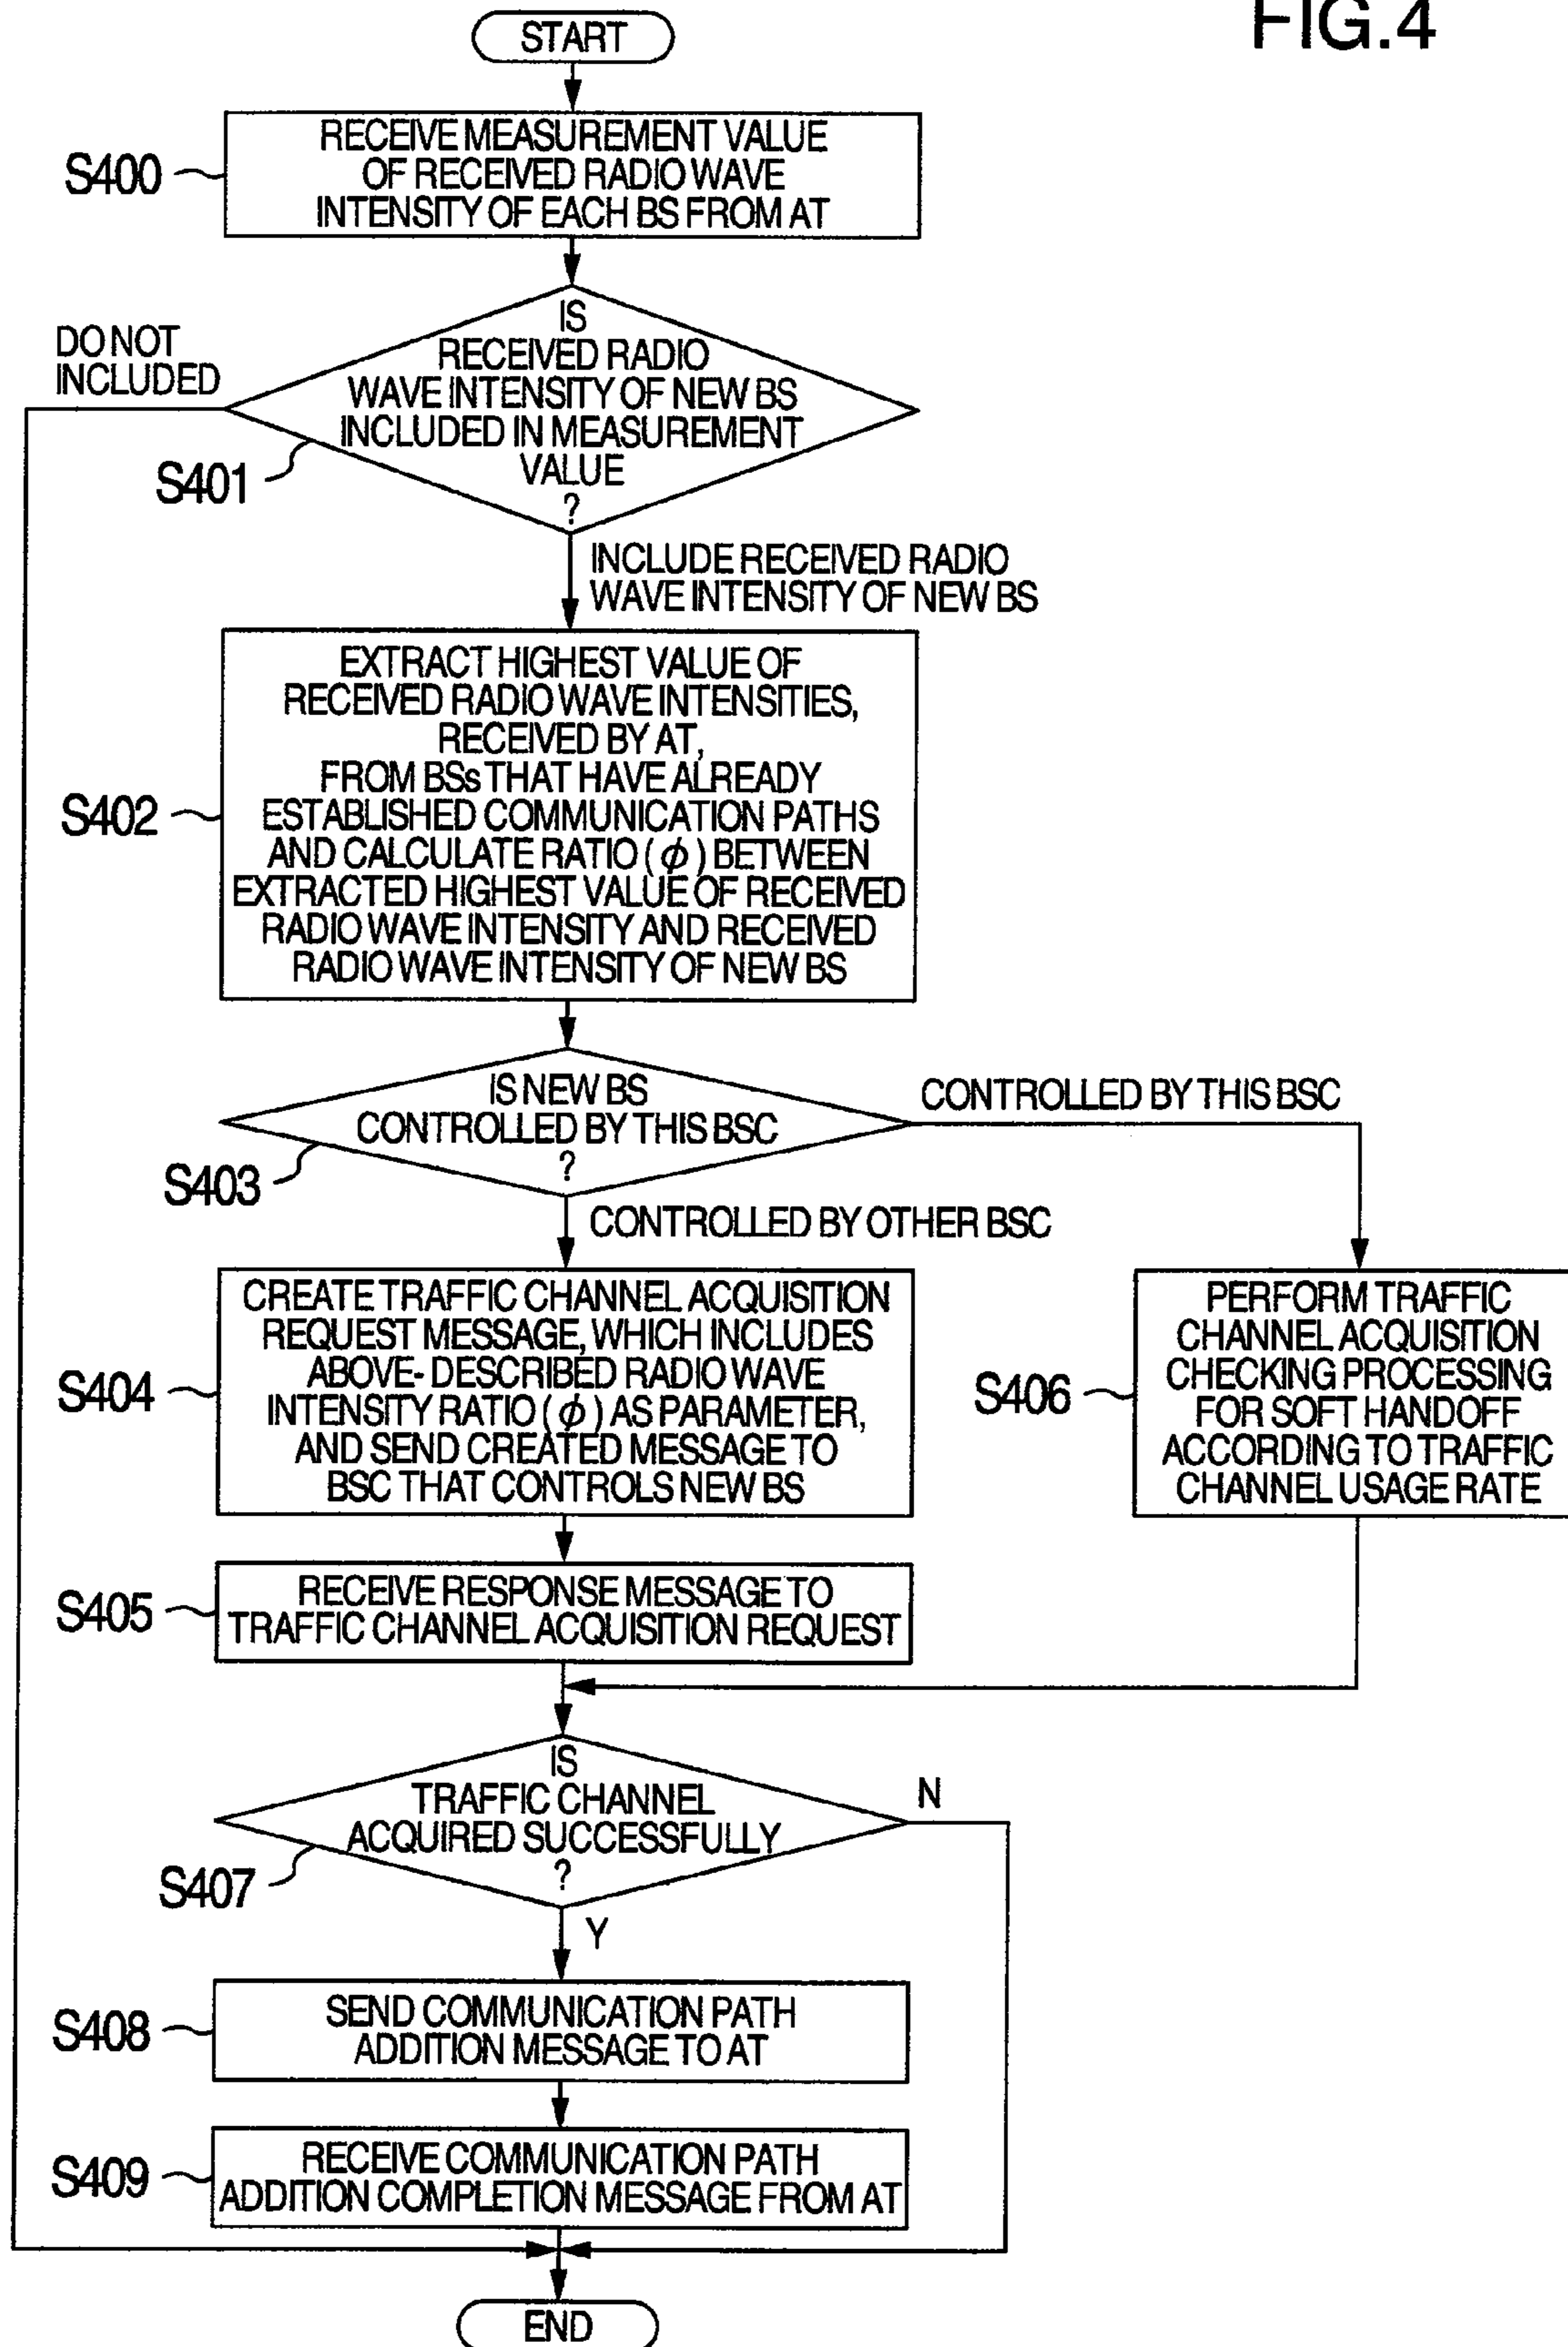 FIG.4
START
S400
RECEIVE MEASUREMENT VALUE
OF RECEIVED RADIO WAVE
INTENSITY OF EACH BS FROM AT
DO NOT
INCLUDED
IS
RECEIVED RADIO
WAVE INTENSITY OF NEW BS
INCLUDED IN MEASUREMENT
VALUE
?
S401
INCLUDE RECEIVED RADIO
WAVE INTENSITY OF NEW BS
S402
EXTRACT HIGHEST VALUE OF
RECEIVED RADIO WAVE INTENSITIES,
RECEIVED BY AT,
FROM BSs THAT HAVE ALREADY
ESTABLISHED COMMUNICATION PATHS
AND CALCULATE RATIO (ϕ) BETWEEN
EXTRACTED HIGHEST VALUE OF RECEIVED
RADIO WAVE INTENSITY AND RECEIVED
RADIO WAVE INTENSITY OF NEW BS
IS NEW BS
CONTROLLED BY THIS BSC
?
S403
CONTROLLED BY THIS BSC
CONTROLLED BY OTHER BSC
S404
CREATE TRAFFIC CHANNEL ACQUISITION
REQUEST MESSAGE, WHICH INCLUDES
ABOVE- DESCRIBED RADIO WAVE
INTENSITY RATIO (ϕ) AS PARAMETER,
AND SEND CREATED MESSAGE TO
BSC THAT CONTROLS NEW BS
S406
PERFORM TRAFFIC
CHANNEL ACQUISITION
CHECKING PROCESSING
FOR SOFT HANDOFF
ACCORDING TO TRAFFIC
CHANNEL USAGE RATE
S405
RECEIVE RESPONSE MESSAGE TO
TRAFFIC CHANNEL ACQUISITION REQUEST
IS
TRAFFIC CHANNEL
ACQUIRED SUCCESSFULLY
?
S407
N
Y
S408
SEND COMMUNICATION PATH
ADDITION MESSAGE TO AT
S409
RECEIVE COMMUNICATION PATH
ADDITION COMPLETION MESSAGE FROM AT
END